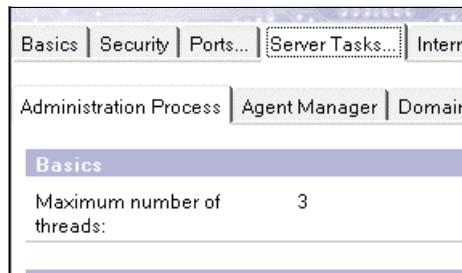 Basics Security Ports... Server Tasks... Intern
Administration Process Agent Manager Domain
Basics
Maximum number of 3
threads: